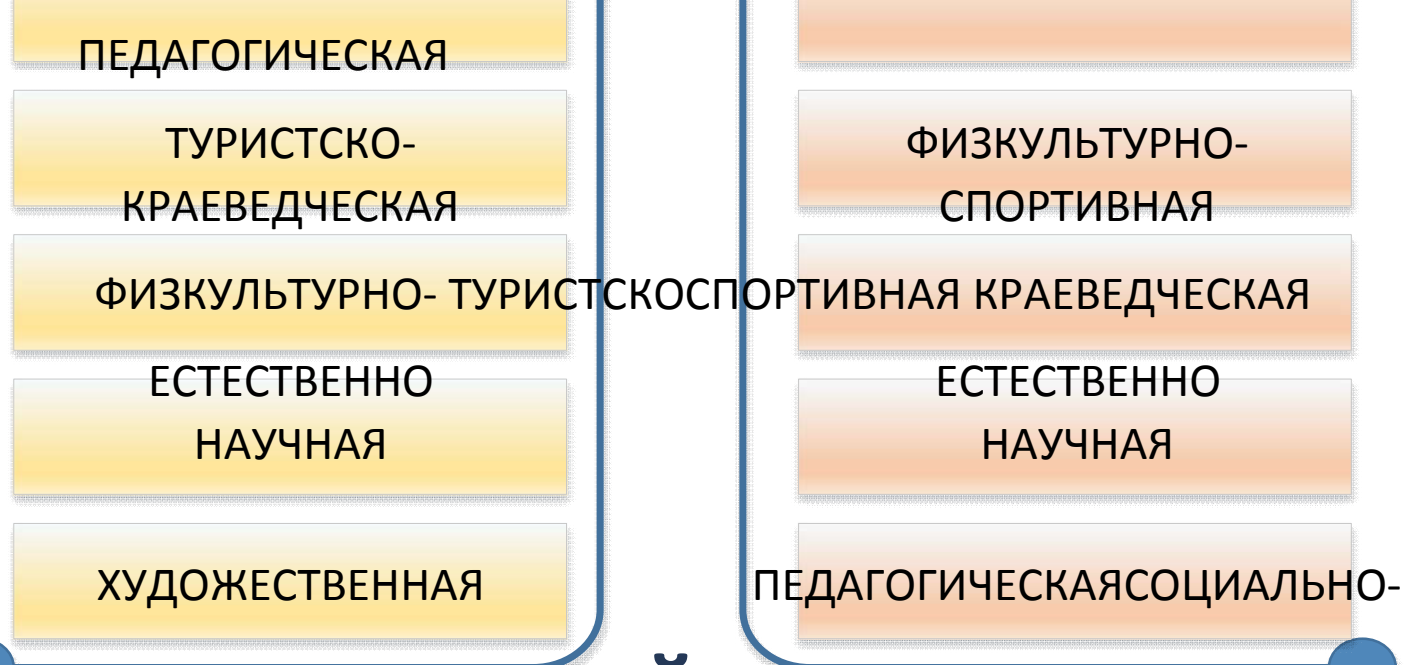 ПЕДАГОГИЧЕСКАЯ
ТУРИСТСКО-
КРАЕВЕДЧЕСКАЯ
ФИЗКУЛЬТУРНО-
СПОРТИВНАЯ
ФИЗКУЛЬТУРНО- ТУРИСТСКОСПОРТИВНАЯ КРАЕВЕДЧЕСКАЯ
ЕСТЕСТВЕННО
НАУЧНАЯ
ЕСТЕСТВЕННО
НАУЧНАЯ
ХУДОЖЕСТВЕННАЯ
ПЕДАГОГИЧЕСКАЯСОЦИАЛЬНО-